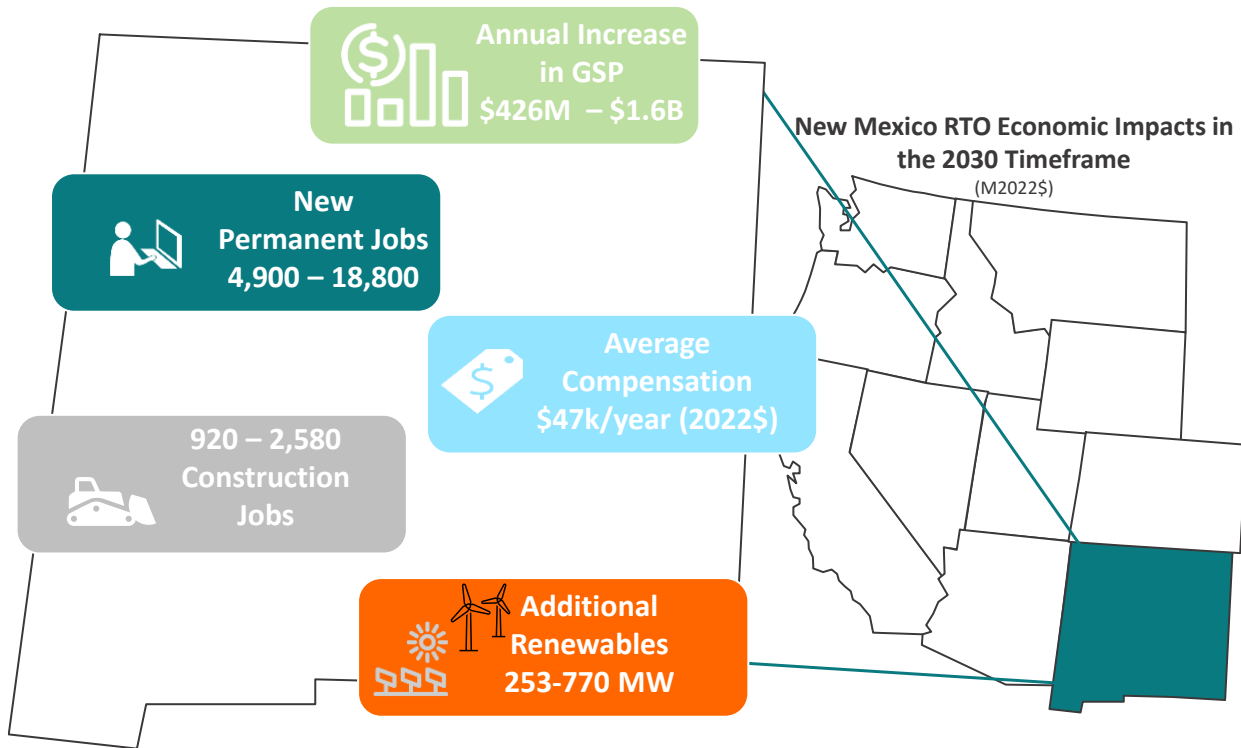 Annual Increase
in GSP
$426M – $1.6B
New Mexico RTO Economic Impacts in
the 2030 Timeframe
(M2022$)
New
Permanent Jobs
4,900 – 18,800
Average
Compensation
$47k/year (2022$)
920 – 2,580
Construction
Jobs
Additional
Renewables
253-770 MW